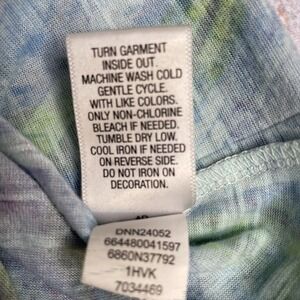 TURN GARMENT
INSIDE OUT.
MACHINE WASH COLD
GENTLE CYCLE.
WITH LIKE COLORS.
ONLY NON-CHLORINE
BLEACH IF NEEDED.
TUMBLE DRY LOW.
COOL IRON IF NEEDED
ON REVERSE SIDE.
DO NOT IRON ON
DECORATION.
DNN24052
664480041597
6860N37792
1HVK
7034469